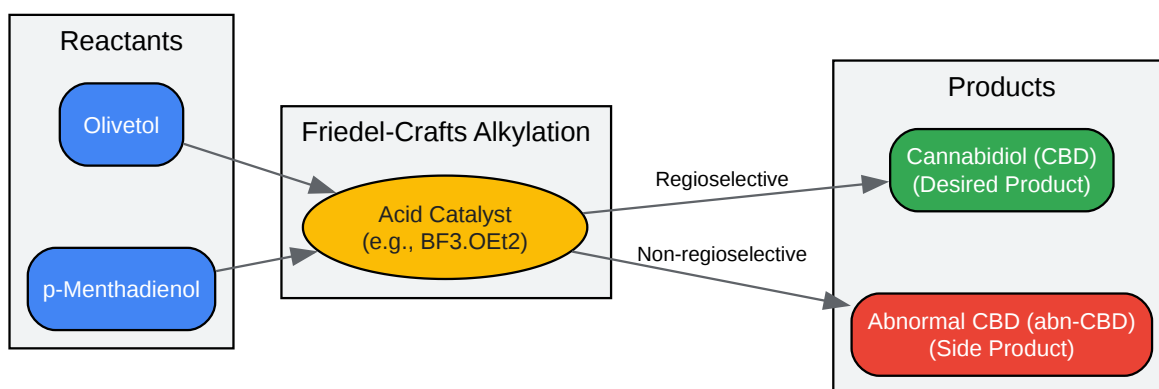 Reactants
Olivetol
p-Menthadienol
Friedel-Crafts Alkylation
Acid Catalyst
(e.g., BF3.OEt2)
Regioselective
Non-regioselective
Products
Cannabidiol (CBD)
(Desired Product)
Abnormal CBD (abn-CBD)
(Side Product)